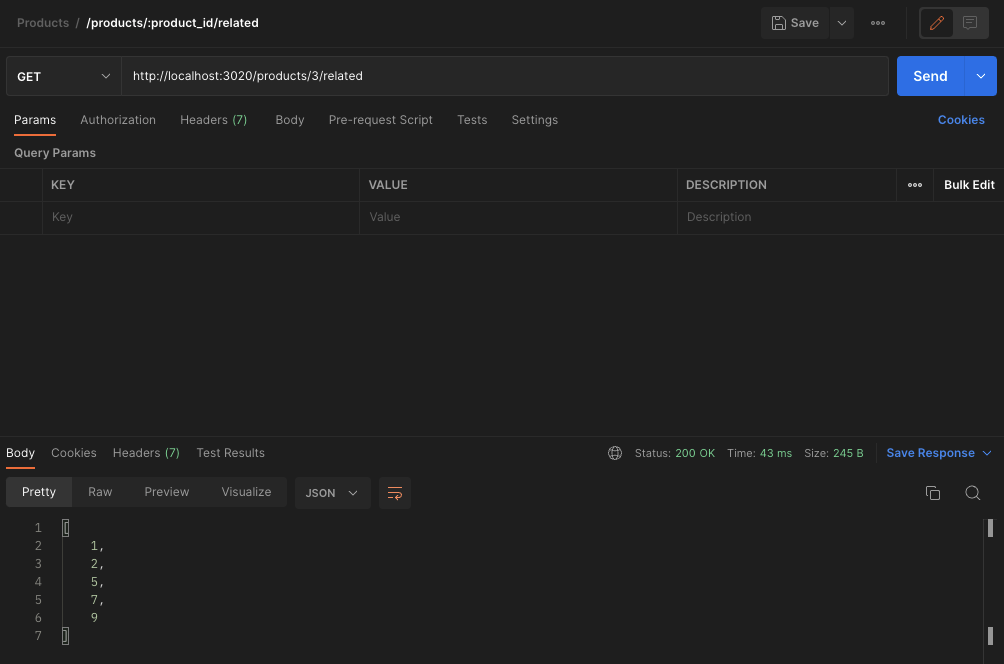 Products / /products/:product_id/related
Save
GET http://localhost:3020/products/3/related Send
Params Authorization Headers (7) Body Pre-request Script Tests Settings Cookies
Query Params
KEY VALUE DESCRIPTION Bulk Edit
Key Value Description
Body Cookies Headers (7) Test Results Status: 200 OK Time: 43 ms Size: 245 B Save Response
Pretty Raw Preview Visualize JSON
1 [
2 1,
3 2,
4 5,
5 7,
6 9
7 ]